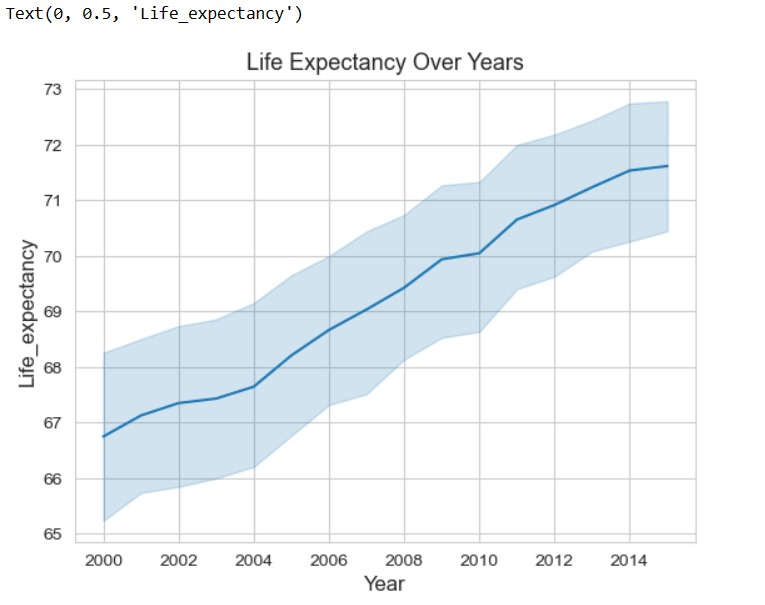 Text(0, 0.5, 'Life_expectancy')
Life Expectancy Over Years
73
72
71
70
69
68
67
66
65
Life_expectancy
2000 2002 2004 2006 2008 2010 2012 2014
Year